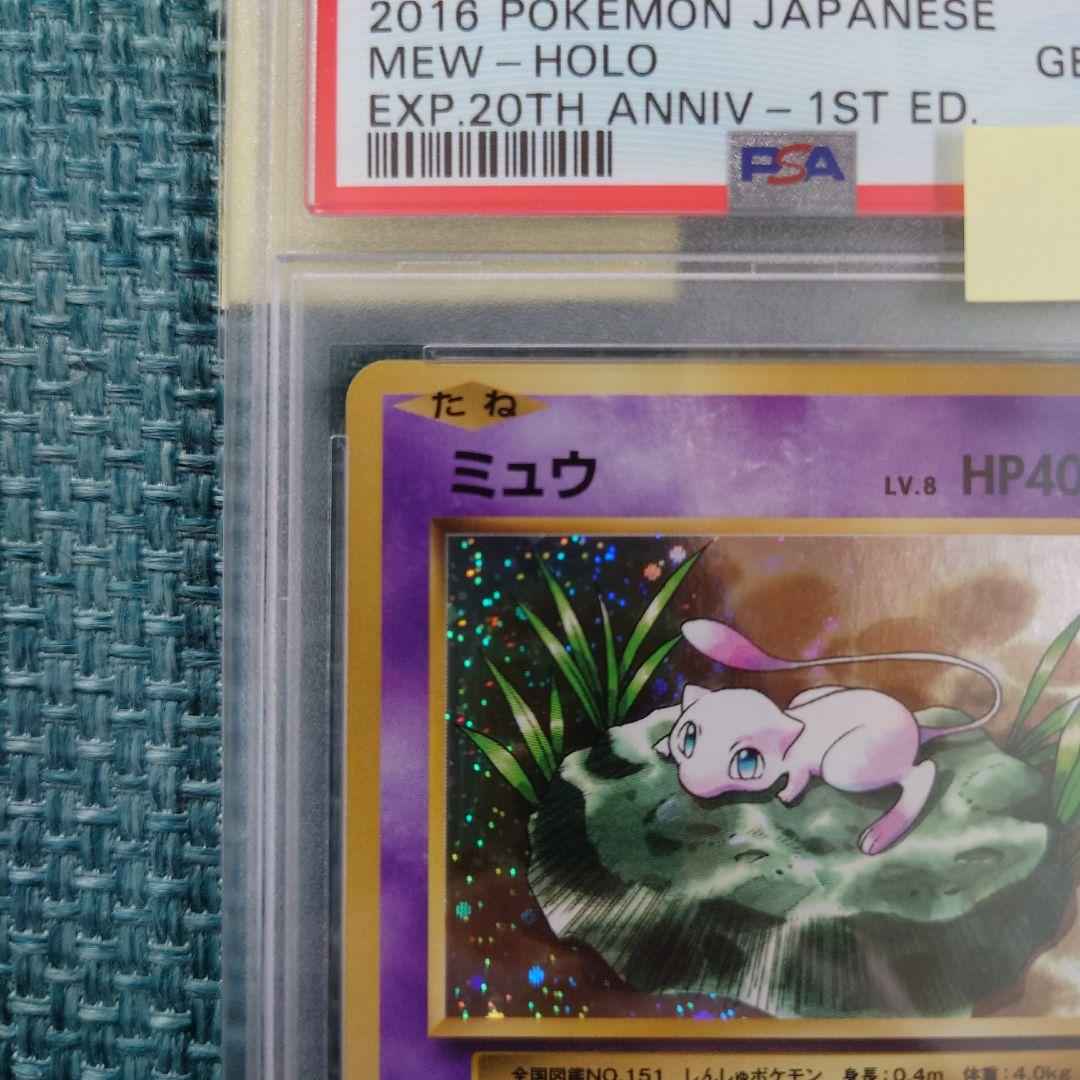 2016 POKEMON JAPANESE
MEW - HOLO GE
EXP.20TH ANNIV - 1ST ED.
PSA
たね
ミュウ LV.8 HP40
全国図鑑NO.151 しんしゅポケモン 身長:0.4m 体重:4.0kg